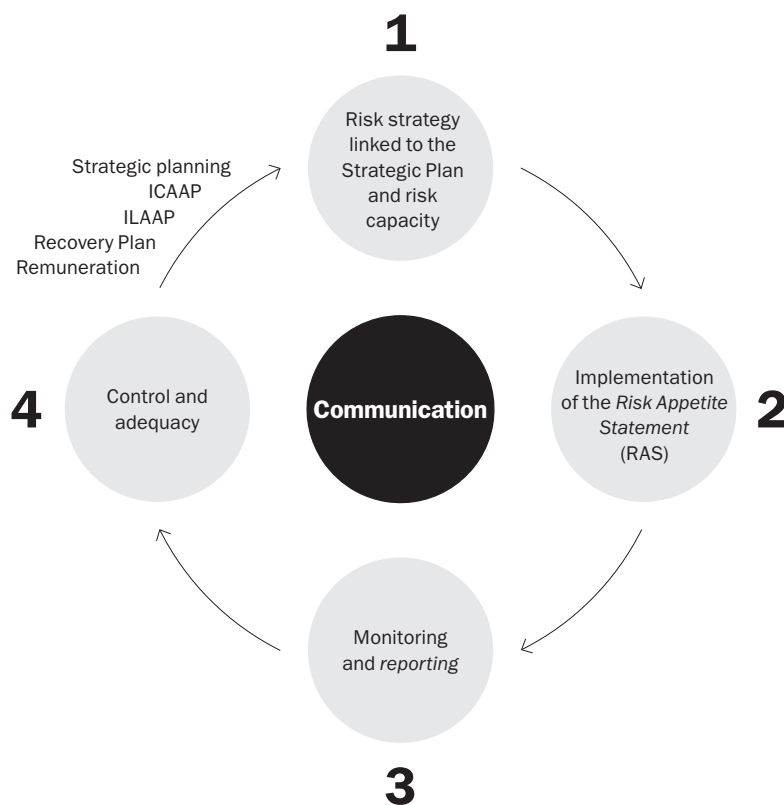 1
Risk strategy
linked to the
Strategic Plan
and risk
capacity
Strategic planning
ICAAP
ILAAP
Recovery Plan
Remuneration
4
Control and
adequacy
Communication
Implementation
of the Risk Appetite
Statement
(RAS)
2
Monitoring
and reporting
3